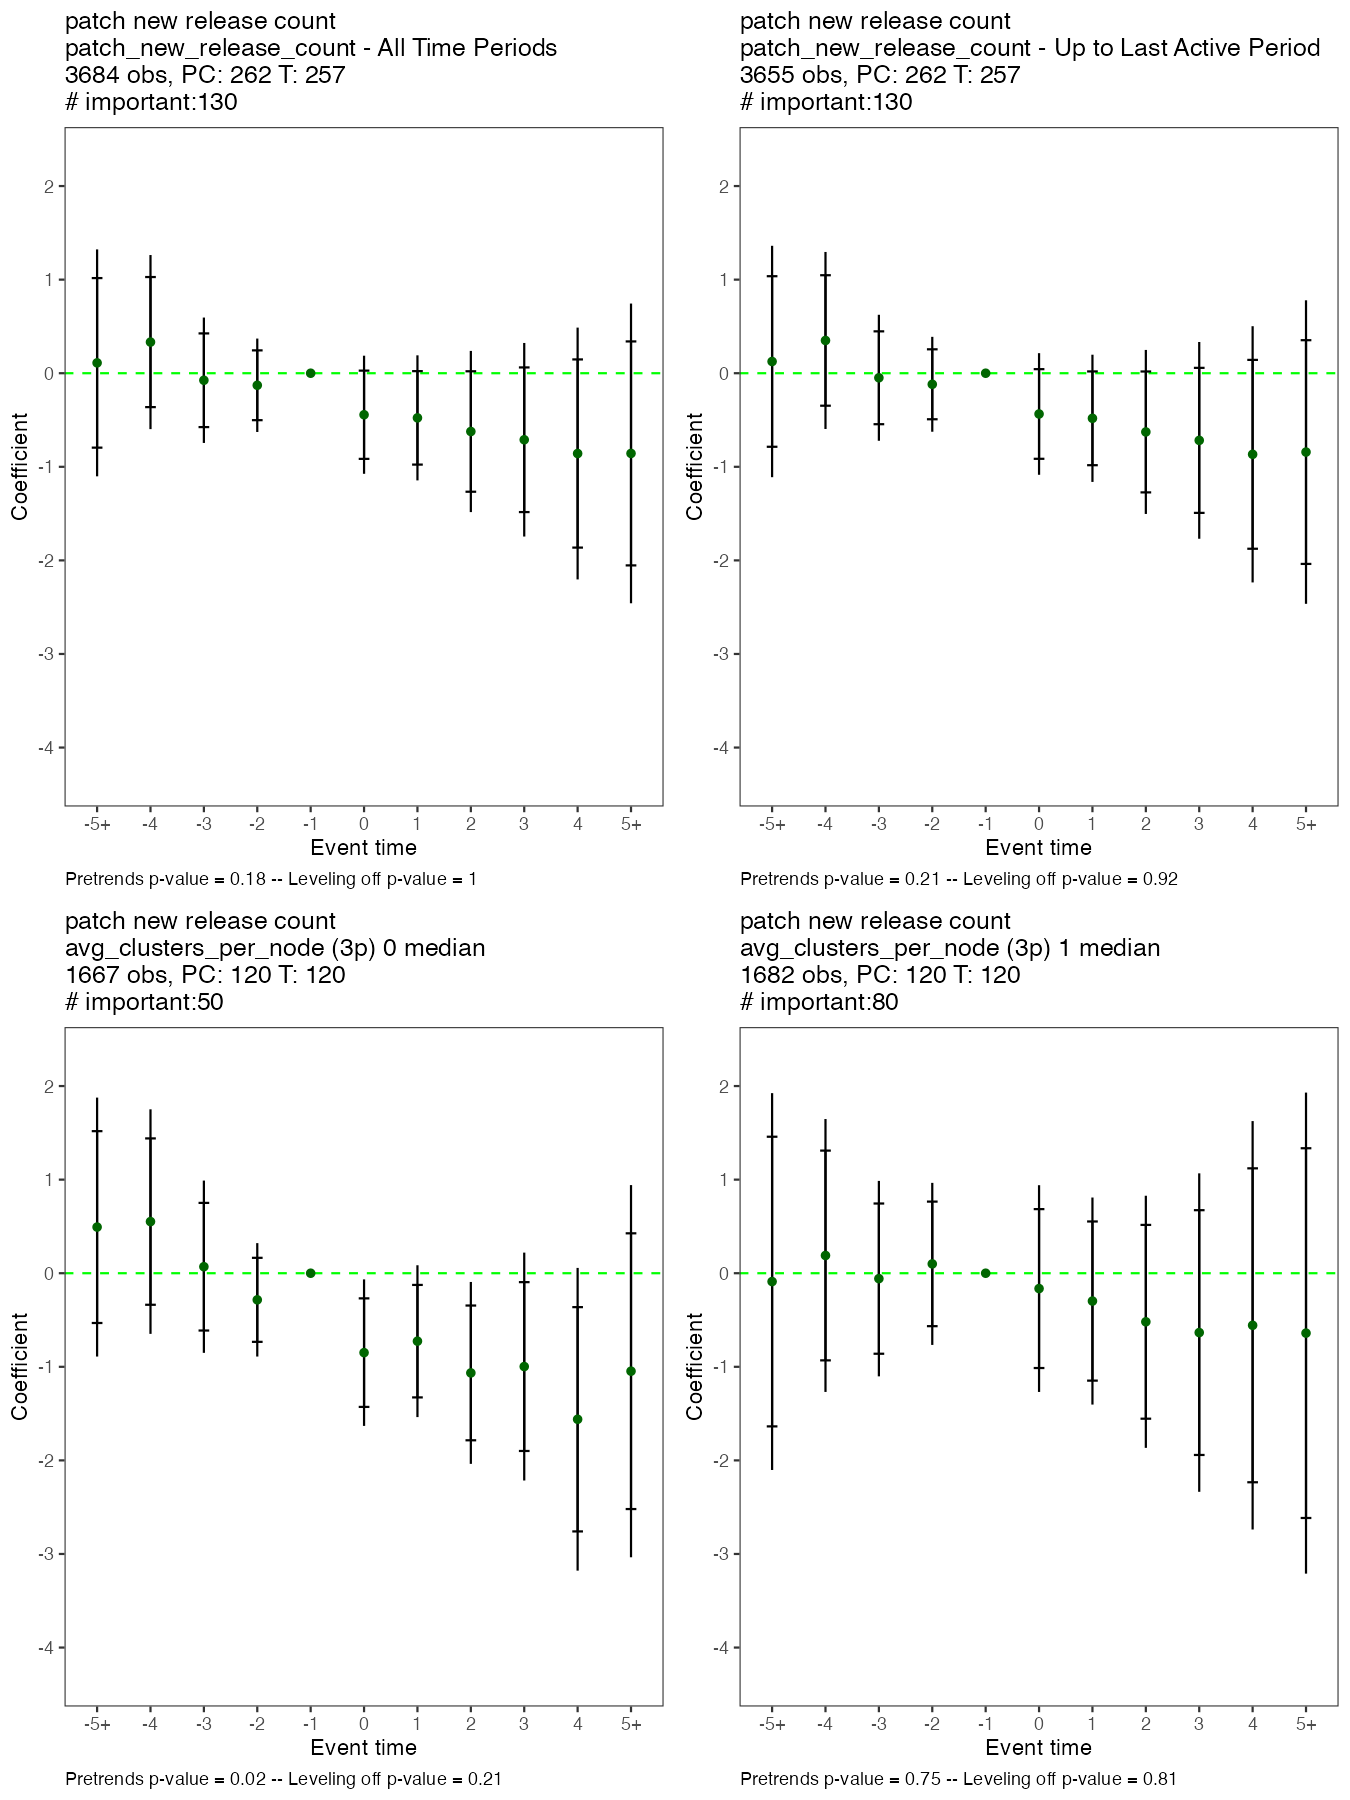 patch new release count
patch_new_release_count - All Time Periods
3684 obs, PC: 262 T: 257
# important:130
2
1
0
-1
-2
-3
-4
Coefficient
-5+ -4 -3 -2 -1 0 1 2 3 4 5+
Event time
Pretrends p-value = 0.18 -- Leveling off p-value = 1
patch new release count
patch_new_release_count - Up to Last Active Period
3655 obs, PC: 262 T: 257
# important:130
2
1
0
-1
-2
-3
-4
Coefficient
-5+ -4 -3 -2 -1 0 1 2 3 4 5+
Event time
Pretrends p-value = 0.21 -- Leveling off p-value = 0.92
patch new release count
avg_clusters_per_node (3p) 0 median
1667 obs, PC: 120 T: 120
# important:50
2
1
0
-1
-2
-3
-4
Coefficient
-5+ -4 -3 -2 -1 0 1 2 3 4 5+
Event time
Pretrends p-value = 0.02 -- Leveling off p-value = 0.21
patch new release count
avg_clusters_per_node (3p) 1 median
1682 obs, PC: 120 T: 120
# important:80
2
1
0
-1
-2
-3
-4
Coefficient
-5+ -4 -3 -2 -1 0 1 2 3 4 5+
Event time
Pretrends p-value = 0.75 -- Leveling off p-value = 0.81